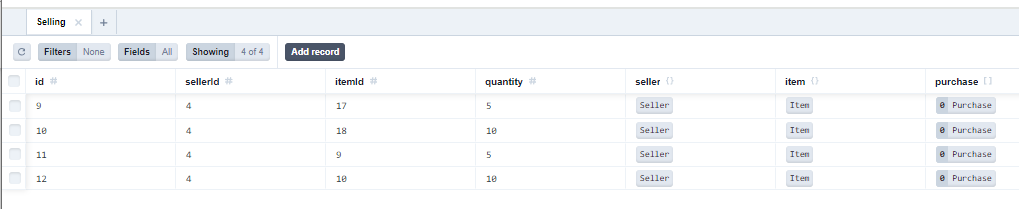 Selling × +
Filters None Fields All Showing 4 of 4 Add record
id # sellerId # itemId # quantity # seller {} item {} purchase []
9 4 17 5 Seller Item 0 Purchase
10 4 18 10 Seller Item 0 Purchase
11 4 9 5 Seller Item 0 Purchase
12 4 10 10 Seller Item 0 Purchase